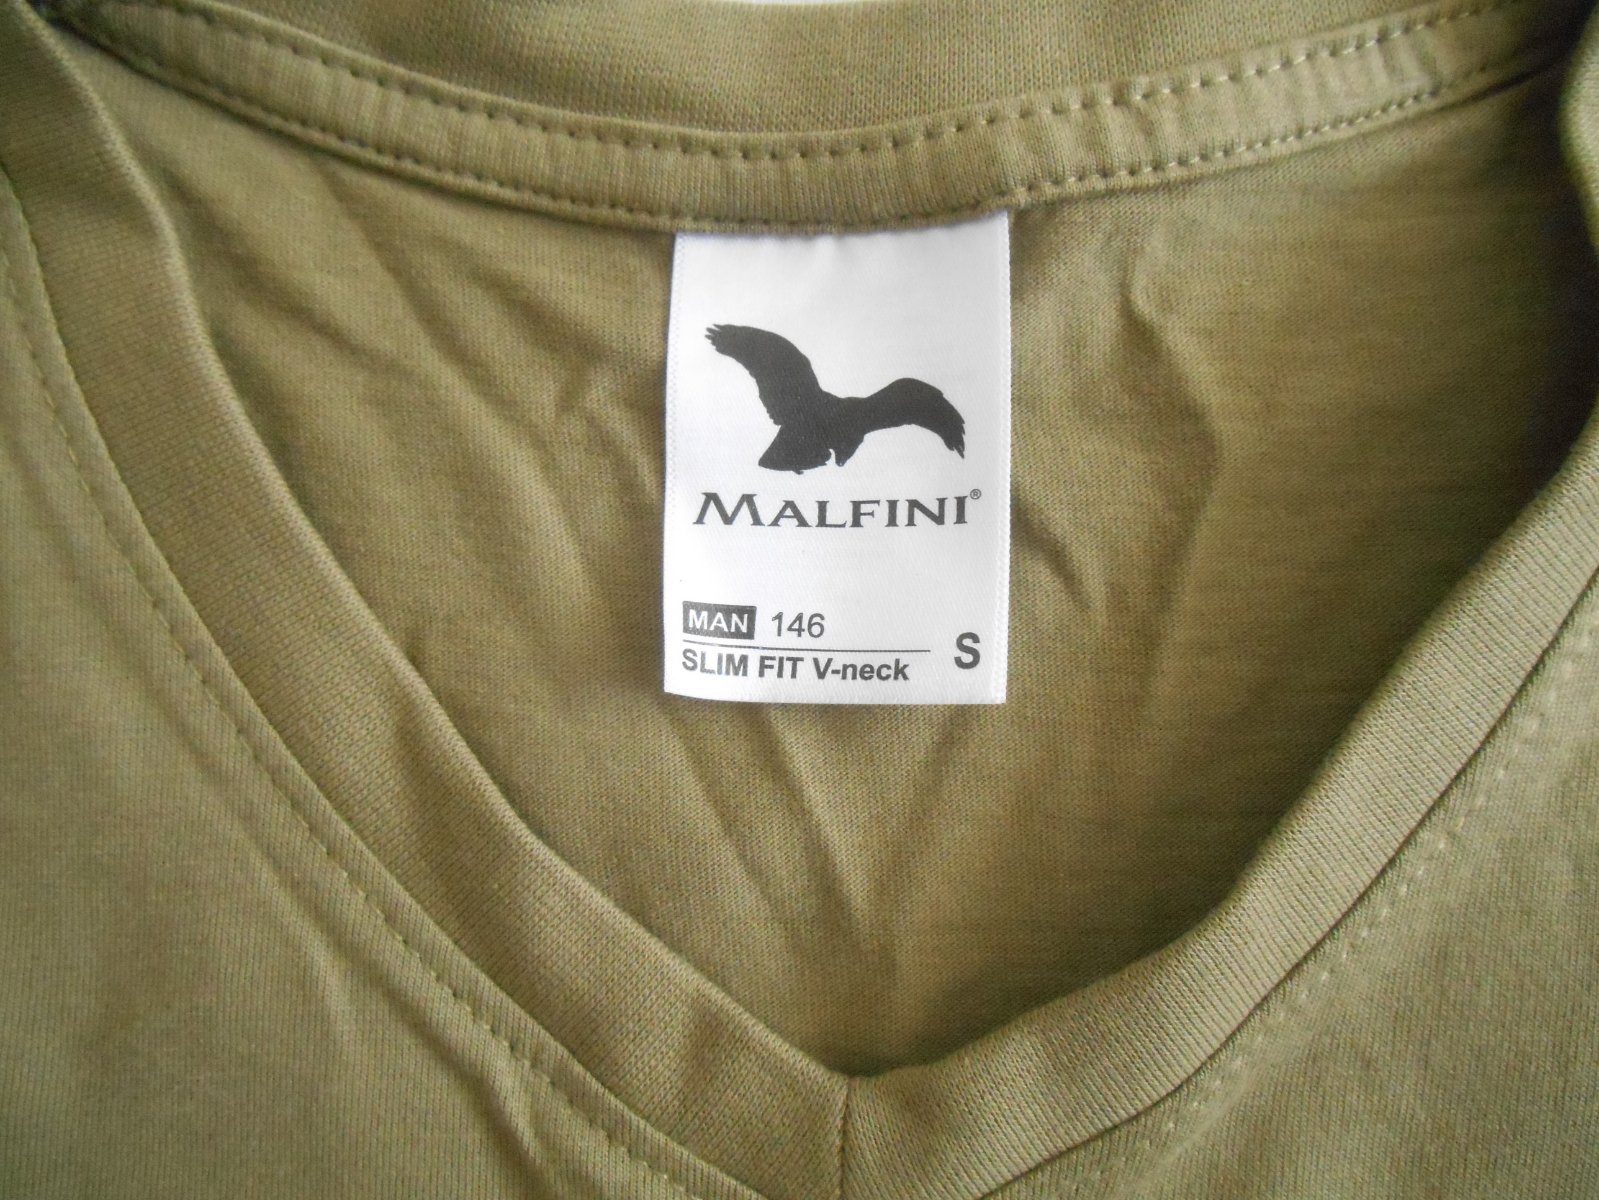 MALFINI®
MAN 146
SLIM FIT V-neck S